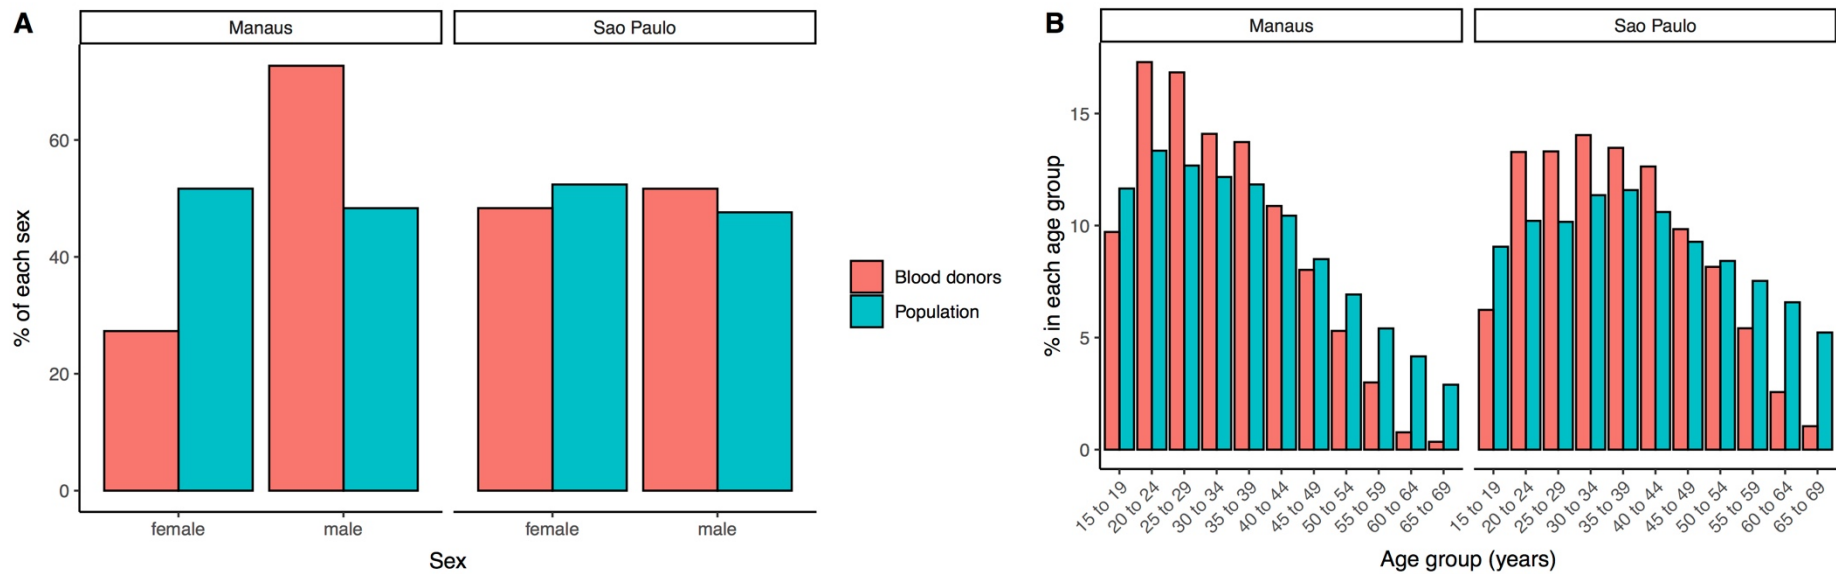 A
Manaus
Sao Paulo
% of each sex
60
40
20
0
female
male
female
male
Sex
Blood donors
Population
B
Manaus
Sao Paulo
% in each age group
15
10
5
0
15 to 19
20 to 24
25 to 29
30 to 34
35 to 39
40 to 44
45 to 49
50 to 54
55 to 59
60 to 64
65 to 69
15 to 19
20 to 24
25 to 29
30 to 34
35 to 39
40 to 44
45 to 49
50 to 54
55 to 59
60 to 64
65 to 69
Age group (years)